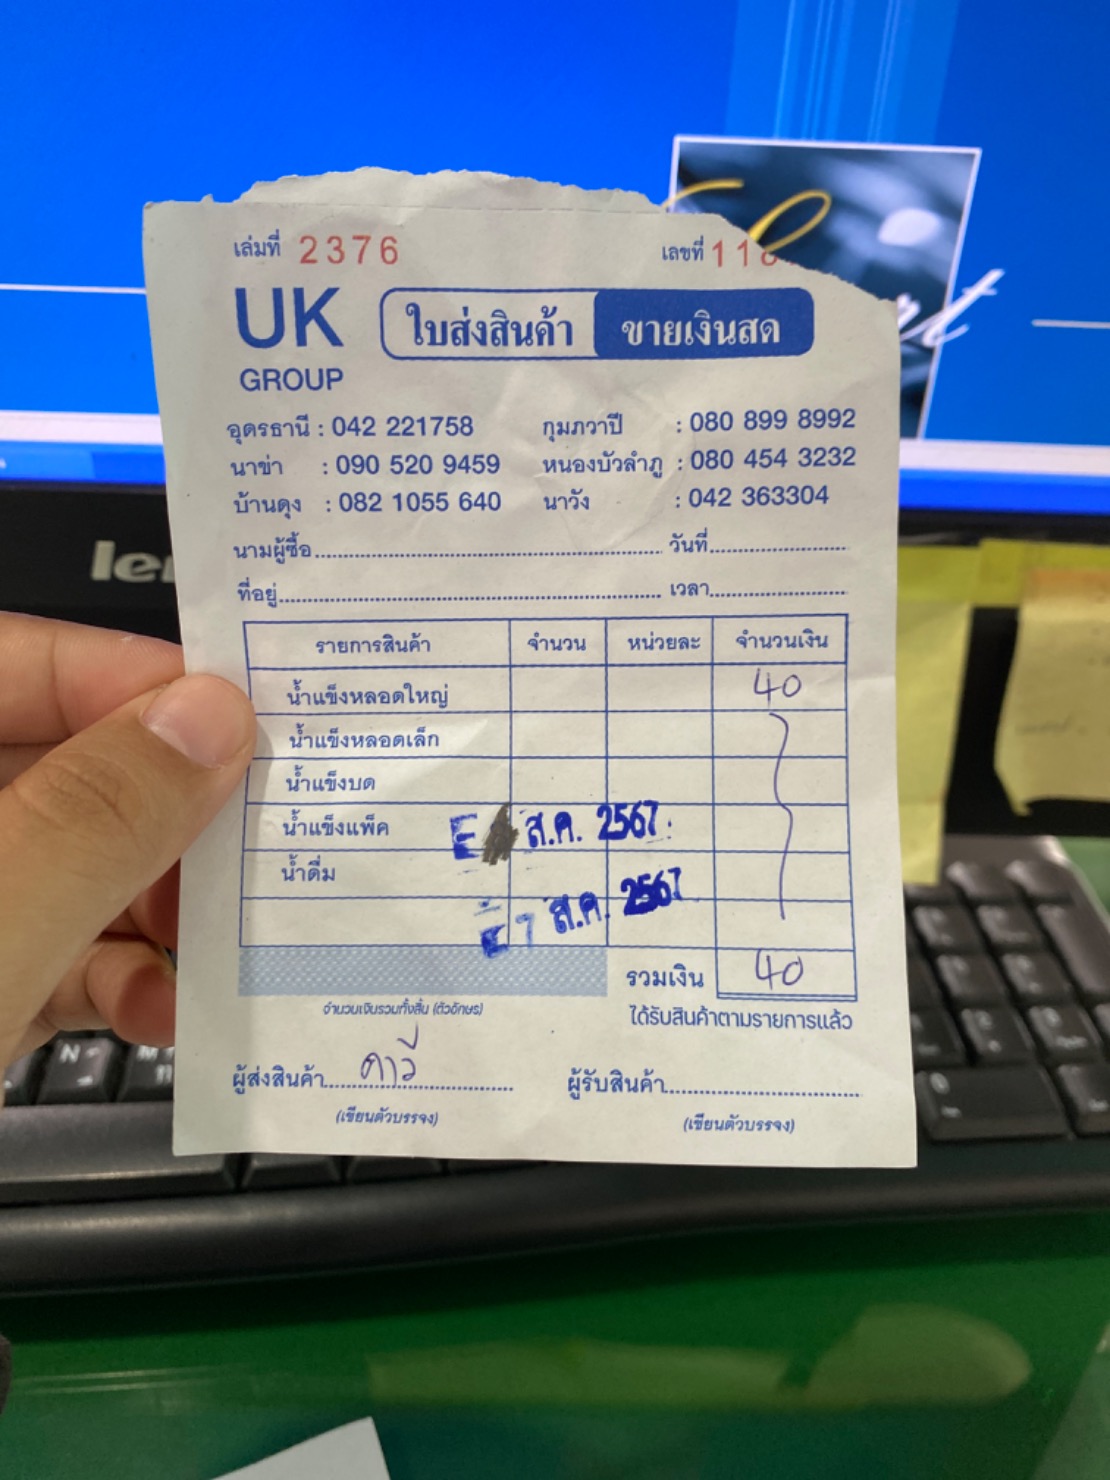 เล่มที่ 2376 เลขที่ 118
UK ใบส่งสินค้า ขายเงินสด
GROUP
อุดรธานี : 042 221758 กุมภวาปี : 080 899 8992
นาข่า : 090 520 9459 หนองบัวลำภู : 080 454 3232
บ้านดุง : 082 1055 640 นาวัง : 042 363304
นามผู้ซื้อ วันที่
ที่อยู่ เวลา
รายการสินค้า จำนวน หน่วยละ จำนวนเงิน
น้ำแข็งหลอดใหญ่ 40
น้ำแข็งหลอดเล็ก
น้ำแข็งบด
น้ำแข็งแพ็ค ส.ค. 2567
น้ำดื่ม
7 ส.ค. 2567
รวมเงิน 40
จำนวนเงินรวมทั้งสิ้น (ตัวอักษร) ได้รับสินค้าตามรายการแล้ว
ผู้ส่งสินค้า ผู้รับสินค้า
(เขียนตัวบรรจง) (เขียนตัวบรรจง)